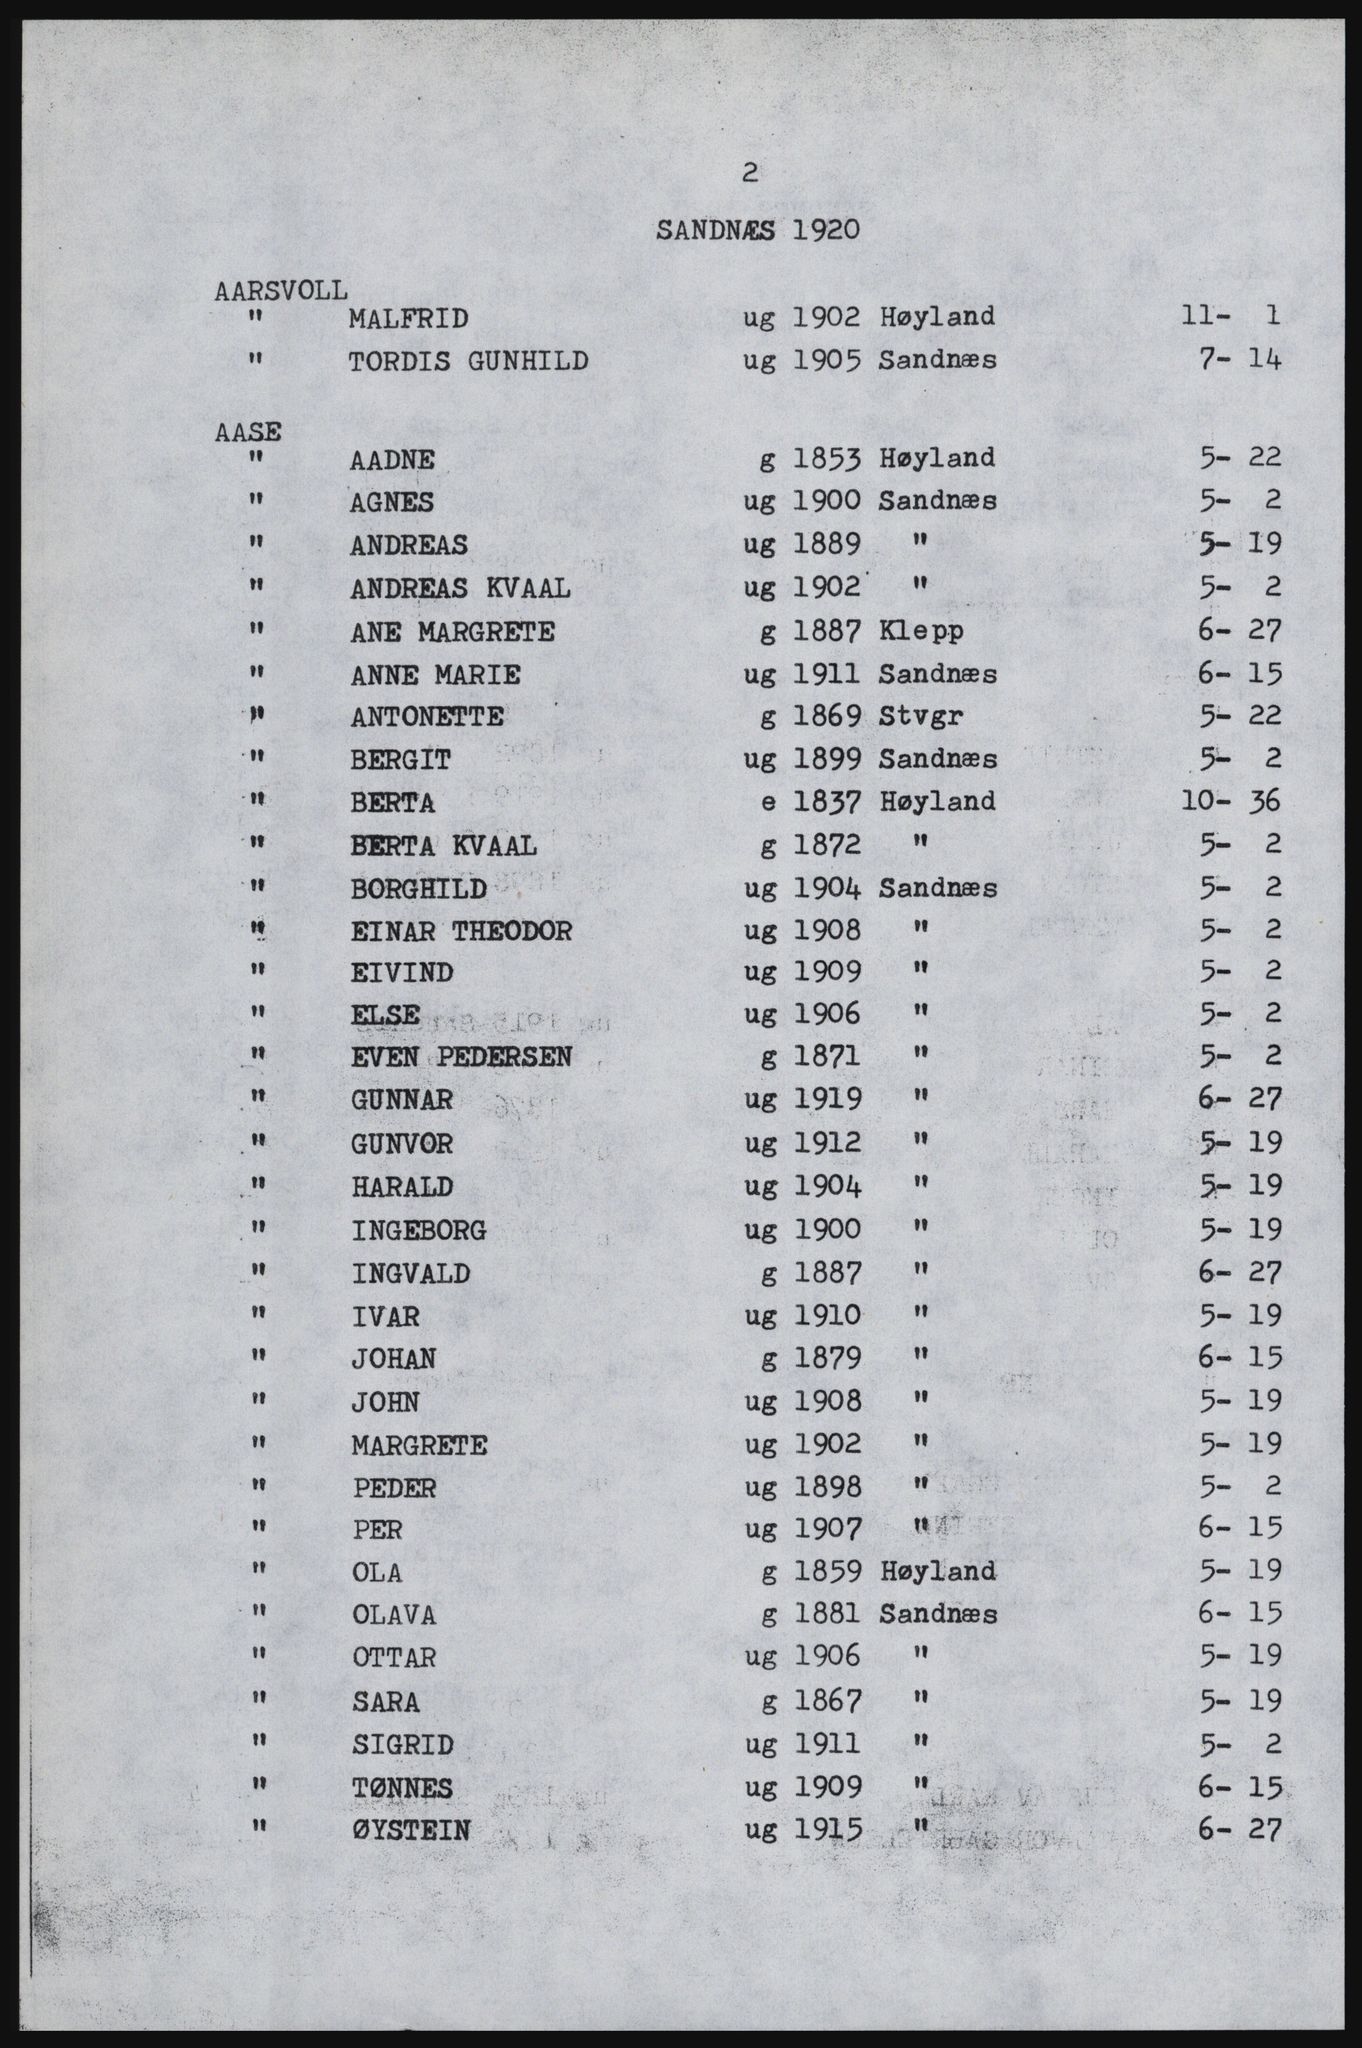 2
SANDNÆS 1920
AARSVOLL
" MALFRID ug 1902 Høyland 11- 1
" TORDIS GUNHILD ug 1905 Sandnæs 7- 14
AASE
" AADNE g 1853 Høyland 5- 22
" AGNES ug 1900 Sandnæs 5- 2
" ANDREAS ug 1889 " 5- 19
" ANDREAS KVAAL ug 1902 " 5- 2
" ANE MARGRETE g 1887 Klepp 6- 27
" ANNE MARIE ug 1911 Sandnæs 6- 15
" ANTONETTE g 1869 Stvgr 5- 22
" BERGIT ug 1899 Sandnæs 5- 2
" BERTA e 1837 Høyland 10- 36
" BERTA KVAAL g 1872 " 5- 2
" BORGHILD ug 1904 Sandnæs 5- 2
" EINAR THEODOR ug 1908 " 5- 2
" EIVIND ug 1909 " 5- 2
" ELSE ug 1906 " 5- 2
" EVEN PEDERSEN g 1871 " 5- 2
" GUNNAR ug 1919 " 6- 27
" GUNVOR ug 1912 " 5- 19
" HARALD ug 1904 " 5- 19
" INGEBORG ug 1900 " 5- 19
" INGVALD g 1887 " 6- 27
" IVAR ug 1910 " 5- 19
" JOHAN g 1879 " 6- 15
" JOHN ug 1908 " 5- 19
" MARGRETE ug 1902 " 5- 19
" PEDER ug 1898 " 5- 2
" PER ug 1907 " 6- 15
" OLA g 1859 Høyland 5- 19
" OLAVA g 1881 Sandnæs 6- 15
" OTTAR ug 1906 " 5- 19
" SARA g 1867 " 5- 19
" SIGRID ug 1911 " 5- 2
" TØNNES ug 1909 " 6- 15
" ØYSTEIN ug 1915 " 6- 27